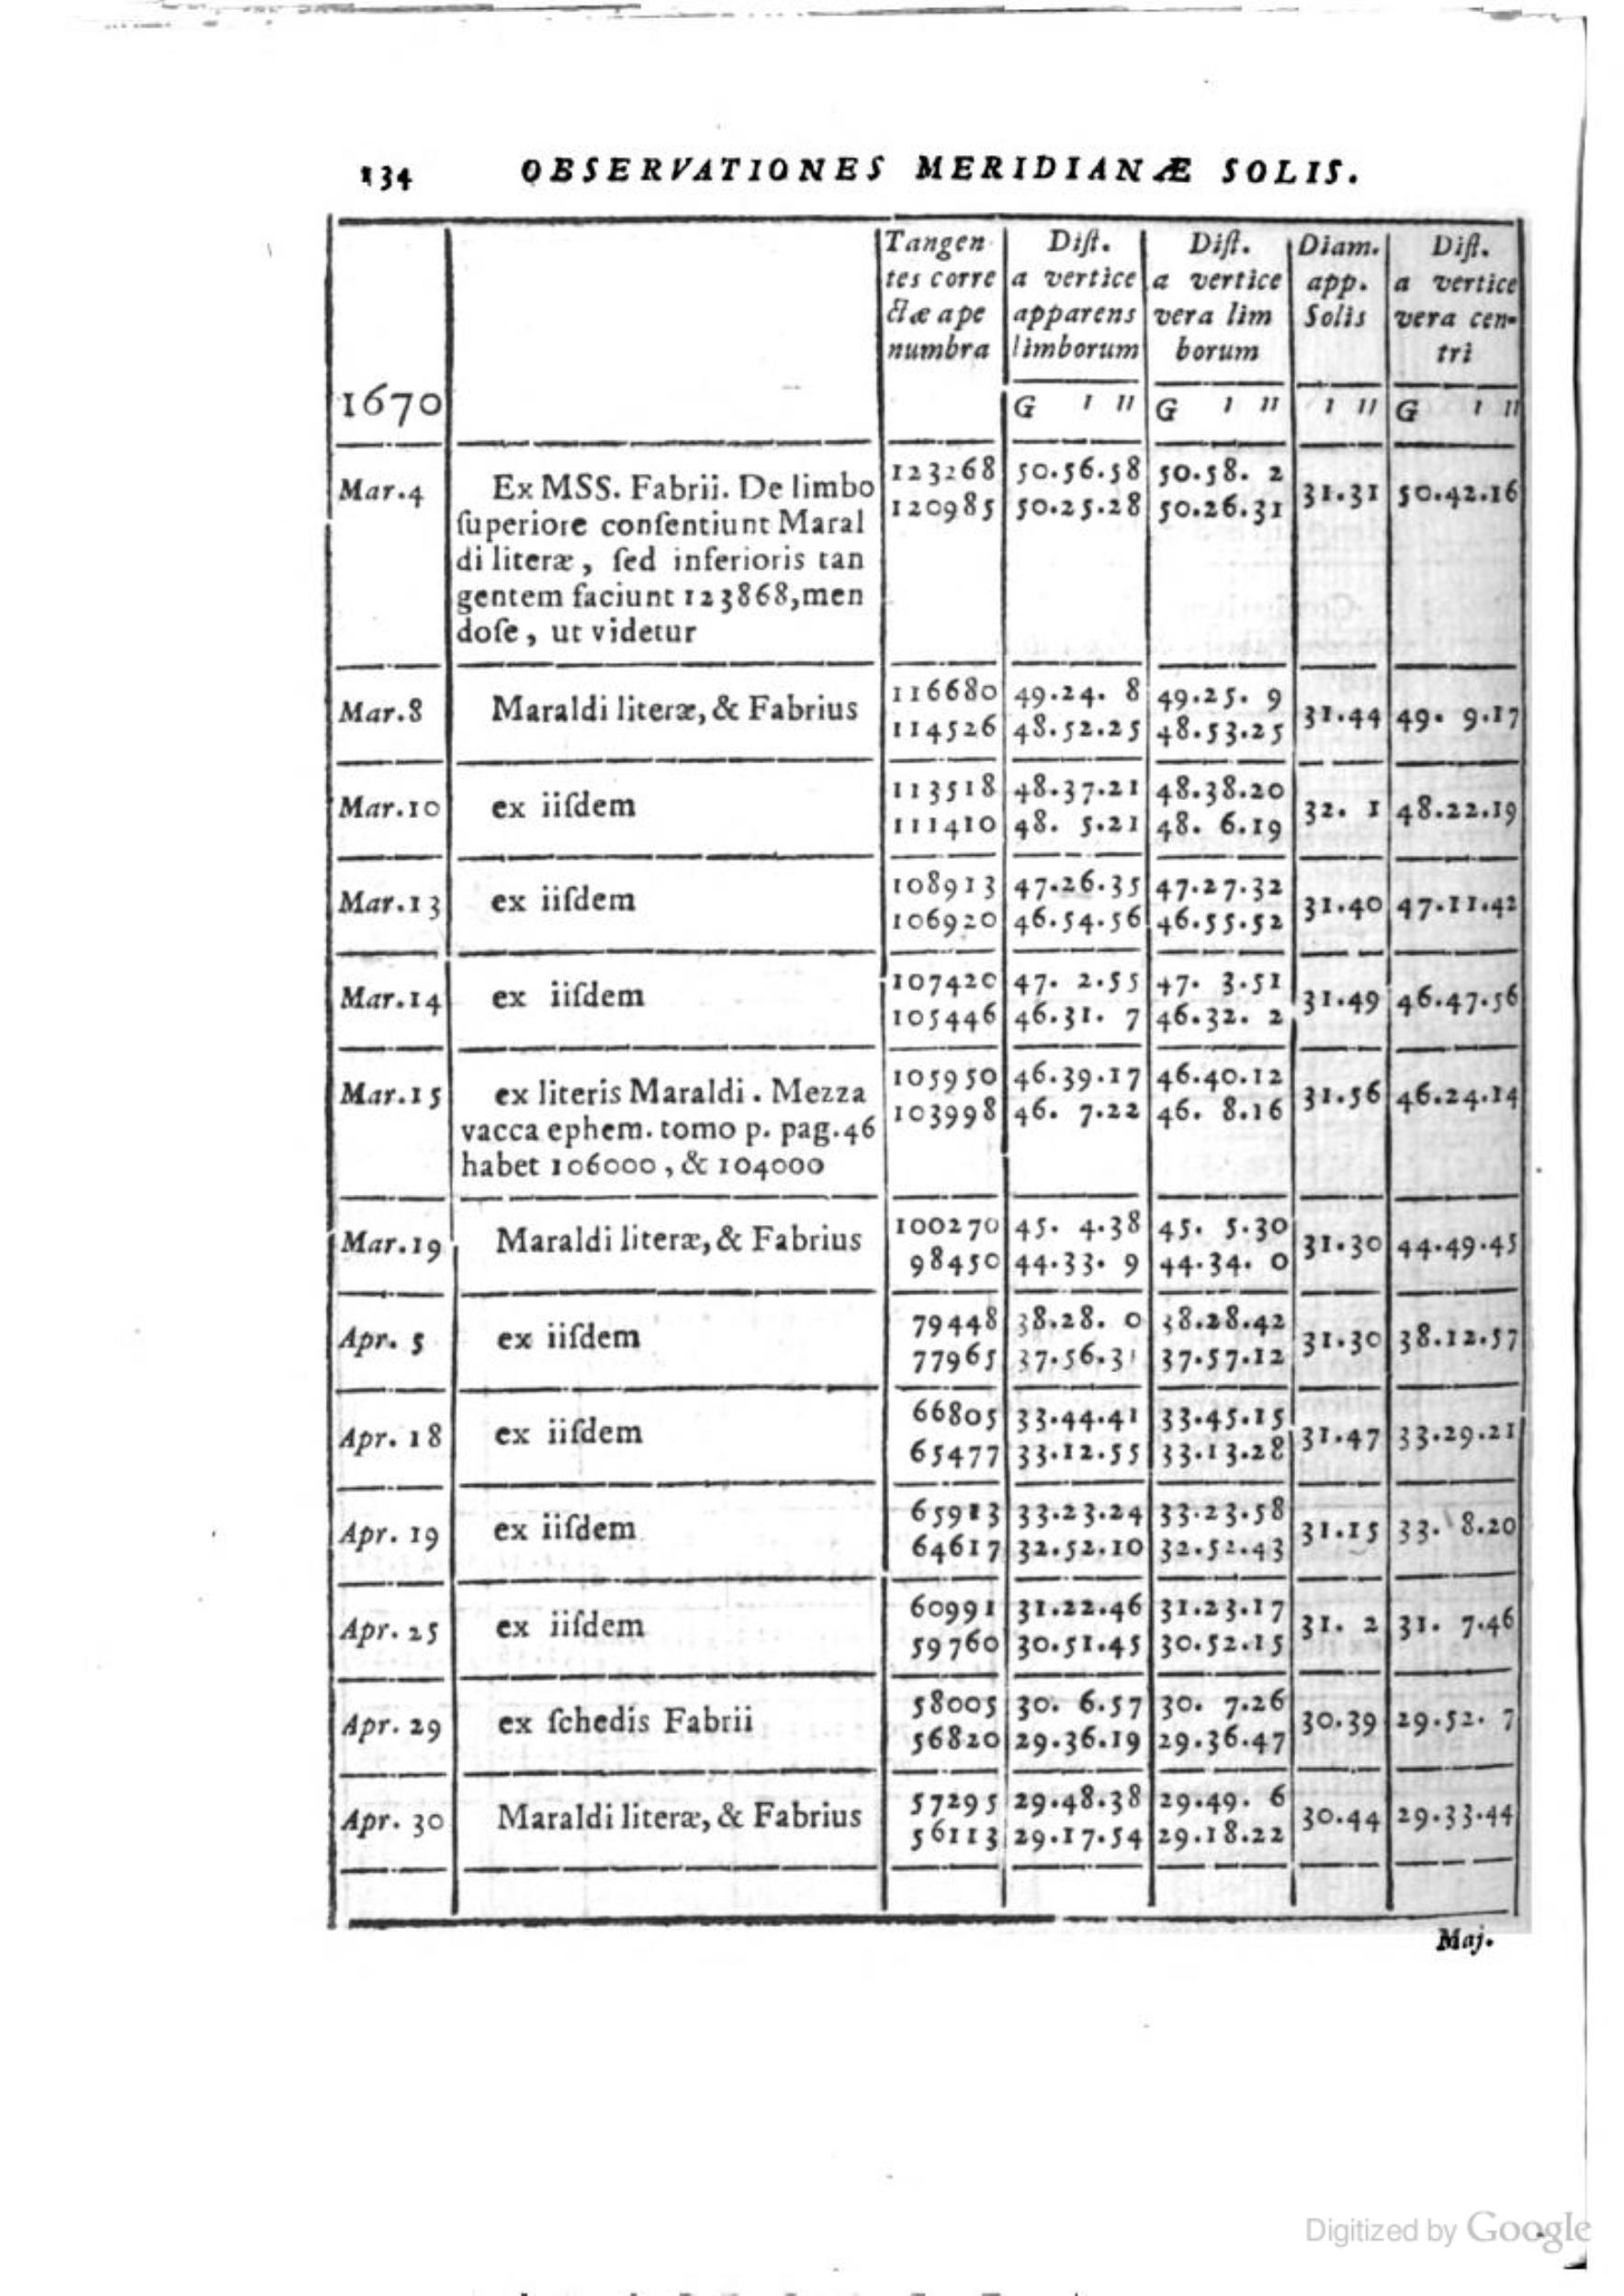 134 OBSERVATIONES MERIDIANÆ SOLIS.
Tangen Diſt. Diſt. Diam. Diſt.
tes corre a vertice a vertice app. a vertice
ctæ ape apparens vera lim Solis vera cen-
numbra limborum borum tri
1670 G ı ıı G ı ıı ı ıı G ı ıı
Mar.4 Ex MSS. Fabrii. De limbo 123268 50.56.58 50.58. 2 31.31 50.42.16
ſuperiore conſentiunt Maral 120985 50.25.28 50.26.31
di literæ, ſed inferioris tan
gentem faciunt 123868,men
doſe, ut videtur
Mar.8 Maraldi literæ, & Fabrius 116680 49.24. 8 49.25. 9 31.44 49. 9.17
114526 48.52.25 48.53.25
Mar.10 ex iiſdem 113518 48.37.21 48.38.20 32. 1 48.22.19
111410 48. 5.21 48. 6.19
Mar.13 ex iiſdem 108913 47.26.35 47.27.32 31.40 47.11.42
106920 46.54.56 46.55.52
Mar.14 ex iiſdem 107420 47. 2.55 47. 3.51 31.49 46.47.56
105446 46.31. 7 46.32. 2
Mar.15 ex literis Maraldi. Mezza 105950 46.39.17 46.40.12 31.56 46.24.14
vacca ephem. tomo p. pag.46 103998 46. 7.22 46. 8.16
habet 106000, & 104000
Mar.19 Maraldi literæ, & Fabrius 100270 45. 4.38 45. 5.30 31.30 44.49.45
98450 44.33. 9 44.34. 0
Apr. 5 ex iiſdem 79448 38.28. 0 38.28.42 31.30 38.12.57
77965 37.56.31 37.57.12
Apr. 18 ex iiſdem 66805 33.44.41 33.45.15 31.47 33.29.21
65477 33.12.55 33.13.28
Apr. 19 ex iiſdem 65913 33.23.24 33.23.58 31.15 33. 8.20
64617 32.52.10 32.52.43
Apr. 25 ex iiſdem 60991 31.22.46 31.23.17 31. 2 31. 7.46
59760 30.51.45 30.52.15
Apr. 29 ex ſchedis Fabrii 58005 30. 6.57 30. 7.26 30.39 29.52. 7
56820 29.36.19 29.36.47
Apr. 30 Maraldi literæ, & Fabrius 57295 29.48.38 29.49. 6 30.44 29.33.44
56113 29.17.54 29.18.22
Maj.
Digitized by Google